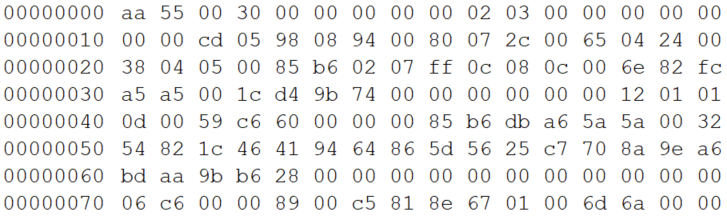 00000000 aa 55 00 30 00 00 00 00 00 02 03 00 00 00 00 00
00000010 00 00 cd 05 98 08 94 00 80 07 2c 00 65 04 24 00
00000020 38 04 05 00 85 b6 02 07 ff 0c 08 0c 00 6e 82 fc
00000030 a5 a5 00 1c d4 9b 74 00 00 00 00 00 00 12 01 01
00000040 0d 00 59 c6 60 00 00 00 85 b6 db a6 5a 5a 00 32
00000050 54 82 1c 46 41 94 64 86 5d 56 25 c7 70 8a 9e a6
00000060 bd aa 9b b6 28 00 00 00 00 00 00 00 00 00 00 00
00000070 06 c6 00 00 89 00 c5 81 8e 67 01 00 6d 6a 00 00